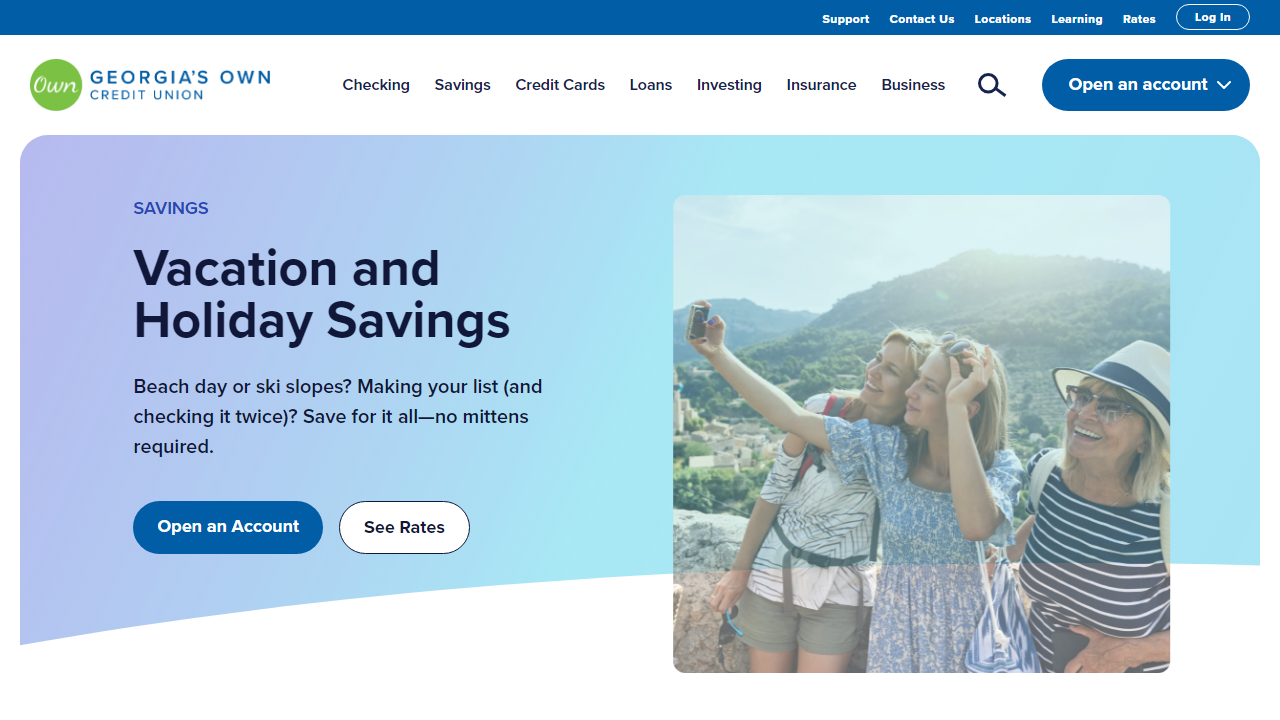 Support Contact Us Locations Learning Rates Log In
Own GEORGIA'S OWN
CREDIT UNION
Checking Savings Credit Cards Loans Investing Insurance Business Open an account
SAVINGS
Vacation and
Holiday Savings
Beach day or ski slopes? Making your list (and
checking it twice)? Save for it all—no mittens
required.
Open an Account See Rates